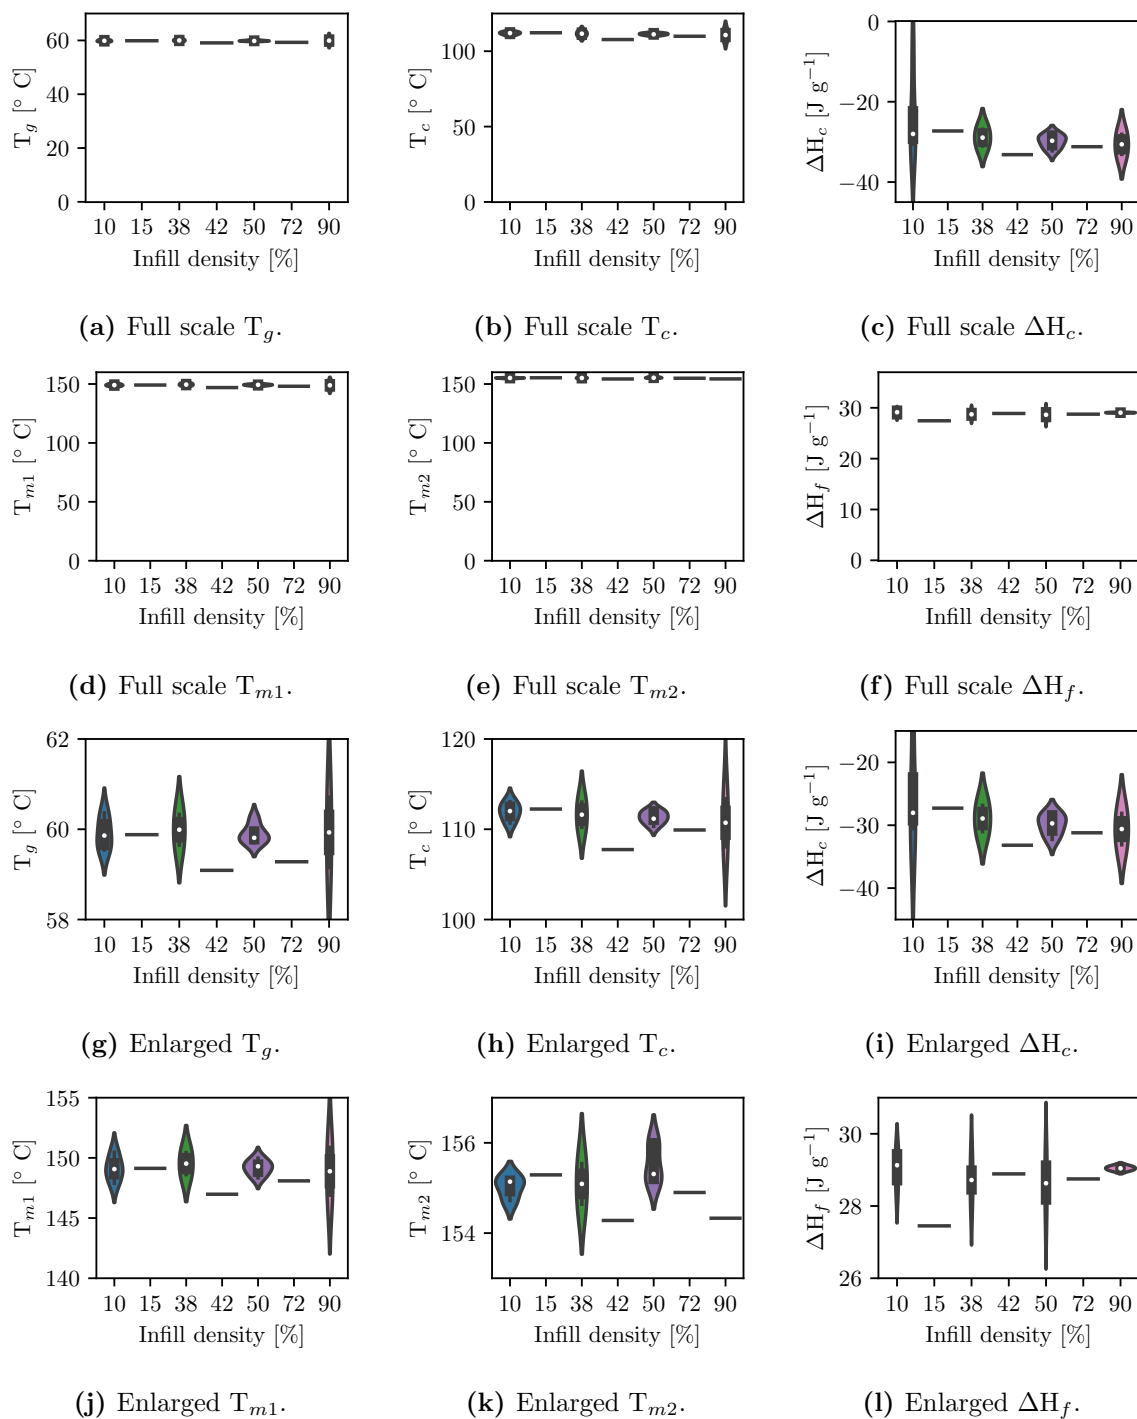 60
40
20
0
T_g [° C]
10 15 38 42 50 72 90
Infill density [%]
(a) Full scale T_g.
100
50
0
T_c [° C]
10 15 38 42 50 72 90
Infill density [%]
(b) Full scale T_c.
0
−20
−40
ΔH_c [J g⁻¹]
10 15 38 42 50 72 90
Infill density [%]
(c) Full scale ΔH_c.
150
100
50
0
T_m1 [° C]
10 15 38 42 50 72 90
Infill density [%]
(d) Full scale T_m1.
150
100
50
0
T_m2 [° C]
10 15 38 42 50 72 90
Infill density [%]
(e) Full scale T_m2.
30
20
10
0
ΔH_f [J g⁻¹]
10 15 38 42 50 72 90
Infill density [%]
(f) Full scale ΔH_f.
62
60
58
T_g [° C]
10 15 38 42 50 72 90
Infill density [%]
(g) Enlarged T_g.
120
110
100
T_c [° C]
10 15 38 42 50 72 90
Infill density [%]
(h) Enlarged T_c.
−20
−30
−40
ΔH_c [J g⁻¹]
10 15 38 42 50 72 90
Infill density [%]
(i) Enlarged ΔH_c.
155
150
145
140
T_m1 [° C]
10 15 38 42 50 72 90
Infill density [%]
(j) Enlarged T_m1.
156
154
T_m2 [° C]
10 15 38 42 50 72 90
Infill density [%]
(k) Enlarged T_m2.
30
28
26
ΔH_f [J g⁻¹]
10 15 38 42 50 72 90
Infill density [%]
(l) Enlarged ΔH_f.